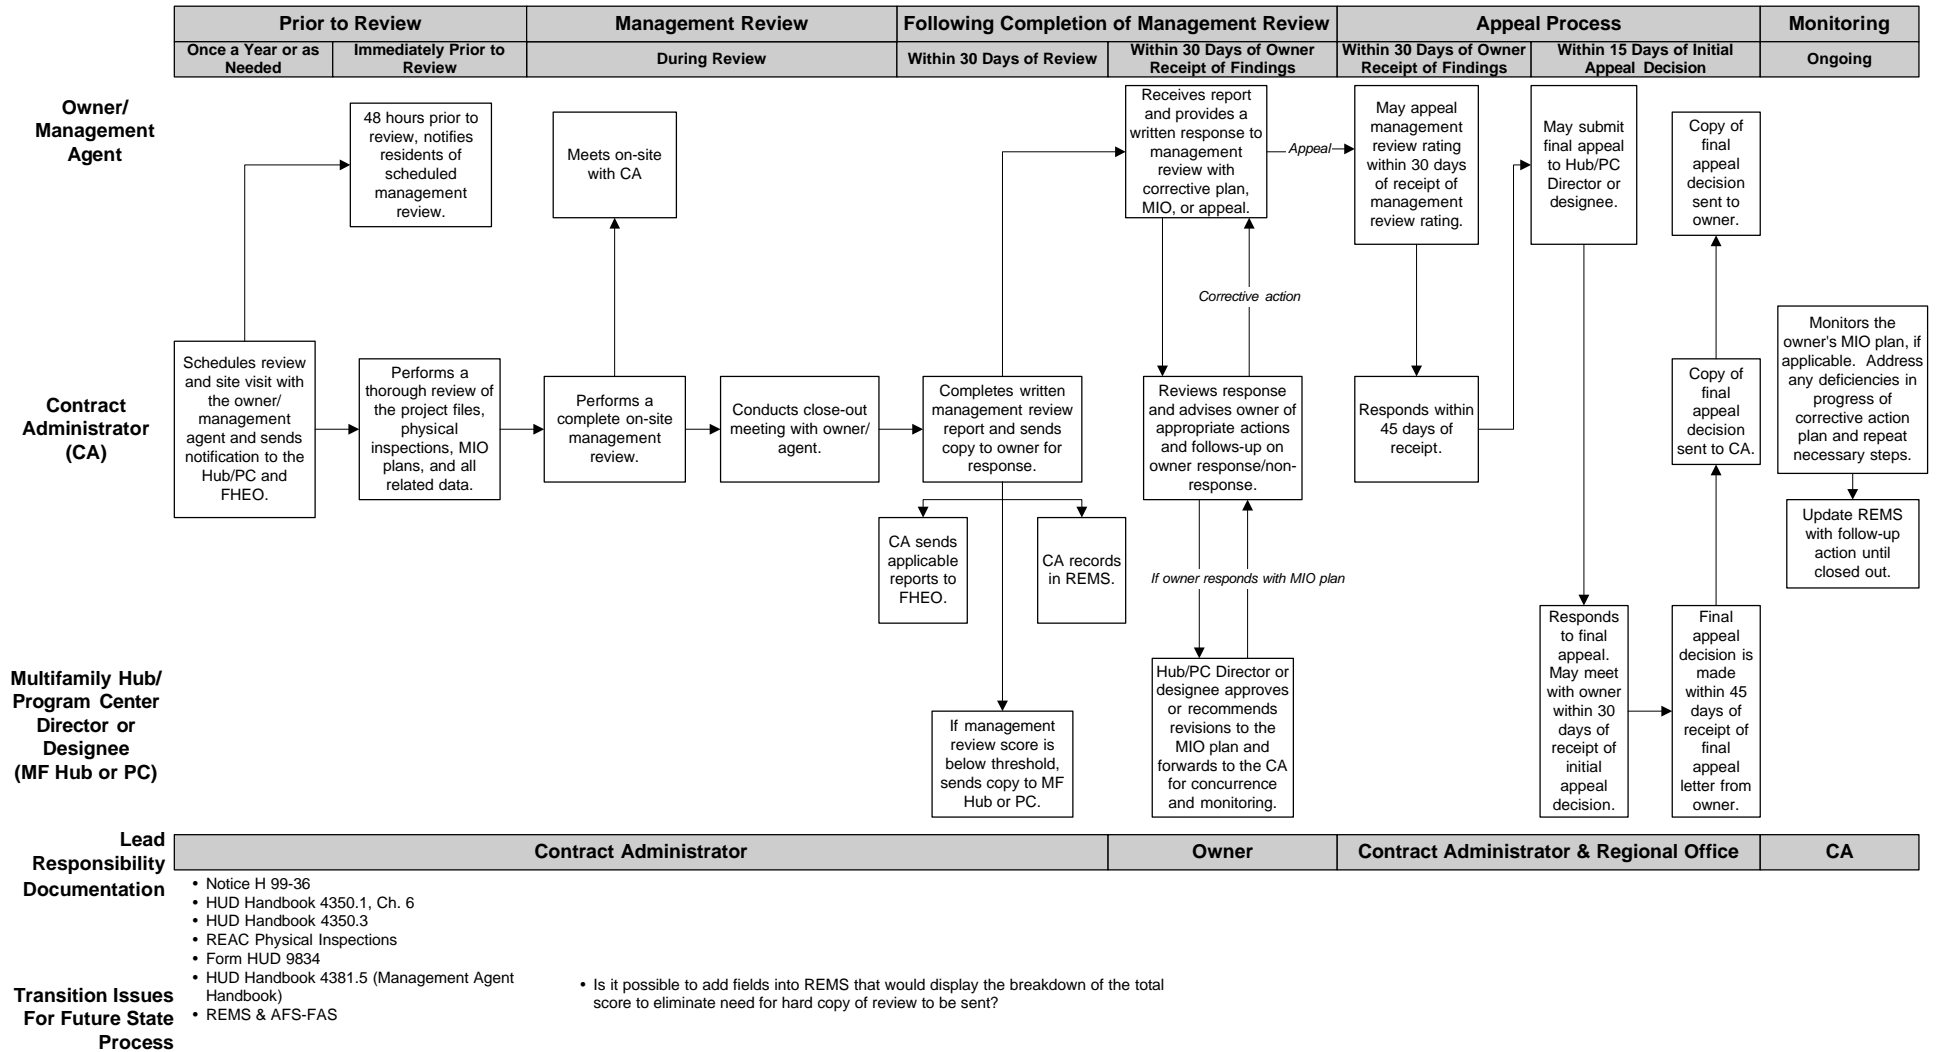 Prior to Review
Management Review
Following Completion of Management Review
Appeal Process
Monitoring
Once a Year or as
Needed
Immediately Prior to
Review
During Review
Within 30 Days of Review
Within 30 Days of Owner
Receipt of Findings
Within 30 Days of Owner
Receipt of Findings
Within 15 Days of Initial
Appeal Decision
Ongoing
Owner/
Management
Agent
48 hours prior to
review, notifies
residents of
scheduled
management
review.
Meets on-site
with CA
Receives report
and provides a
written response to
management
review with
corrective plan,
MIO, or appeal.
Appeal
May appeal
management
review rating
within 30 days
of receipt of
management
review rating.
May submit
final appeal
to Hub/PC
Director or
designee.
Copy of
final
appeal
decision
sent to
owner.
Corrective action
Contract
Administrator
(CA)
Schedules review
and site visit with
the owner/
management
agent and sends
notification to the
Hub/PC and
FHEO.
Performs a
thorough review of
the project files,
physical
inspections, MIO
plans, and all
related data.
Performs a
complete on-site
management
review.
Conducts close-out
meeting with owner/
agent.
Completes written
management review
report and sends
copy to owner for
response.
Reviews response
and advises owner of
appropriate actions
and follows-up on
owner response/non-
response.
Responds within
45 days of
receipt.
Copy of
final
appeal
decision
sent to CA.
Monitors the
owner's MIO plan, if
applicable. Address
any deficiencies in
progress of
corrective action
plan and repeat
necessary steps.
CA sends
applicable
reports to
FHEO.
CA records
in REMS.
If owner responds with MIO plan
Update REMS
with follow-up
action until
closed out.
Multifamily Hub/
Program Center
Director or
Designee
(MF Hub or PC)
If management
review score is
below threshold,
sends copy to MF
Hub or PC.
Hub/PC Director or
designee approves
or recommends
revisions to the
MIO plan and
forwards to the CA
for concurrence
and monitoring.
Responds
to final
appeal.
May meet
with owner
within 30
days of
receipt of
initial
appeal
decision.
Final
appeal
decision is
made
within 45
days of
receipt of
final
appeal
letter from
owner.
Lead
Responsibility
Contract Administrator
Owner
Contract Administrator & Regional Office
CA
Documentation
• Notice H 99-36
• HUD Handbook 4350.1, Ch. 6
• HUD Handbook 4350.3
• REAC Physical Inspections
• Form HUD 9834
• HUD Handbook 4381.5 (Management Agent
Handbook)
• REMS & AFS-FAS
Transition Issues
For Future State
Process
• Is it possible to add fields into REMS that would display the breakdown of the total
score to eliminate need for hard copy of review to be sent?